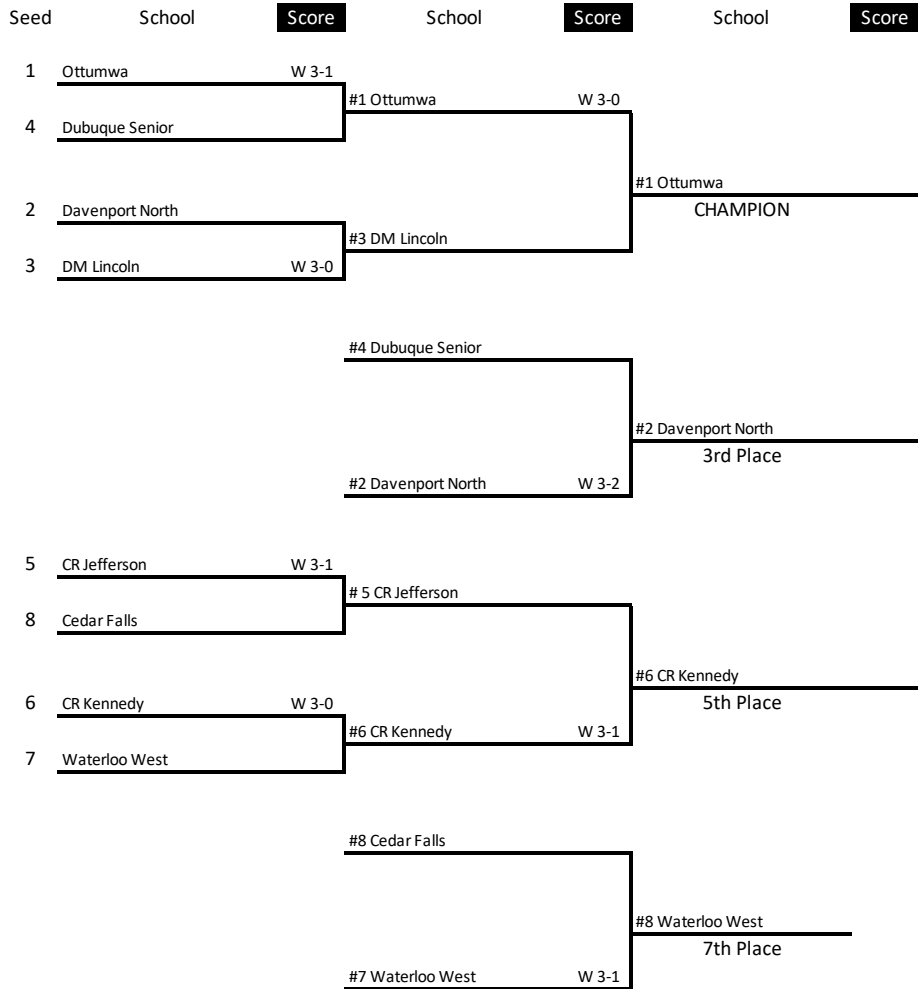 Seed School Score School Score School Score
1 Ottumwa W 3-1
#1 Ottumwa W 3-0
4 Dubuque Senior
#1 Ottumwa
2 Davenport North CHAMPION
#3 DM Lincoln
3 DM Lincoln W 3-0
#4 Dubuque Senior
#2 Davenport North
3rd Place
#2 Davenport North W 3-2
5 CR Jefferson W 3-1
# 5 CR Jefferson
8 Cedar Falls
#6 CR Kennedy
6 CR Kennedy W 3-0 5th Place
#6 CR Kennedy W 3-1
7 Waterloo West
#8 Cedar Falls
#8 Waterloo West
7th Place
#7 Waterloo West W 3-1